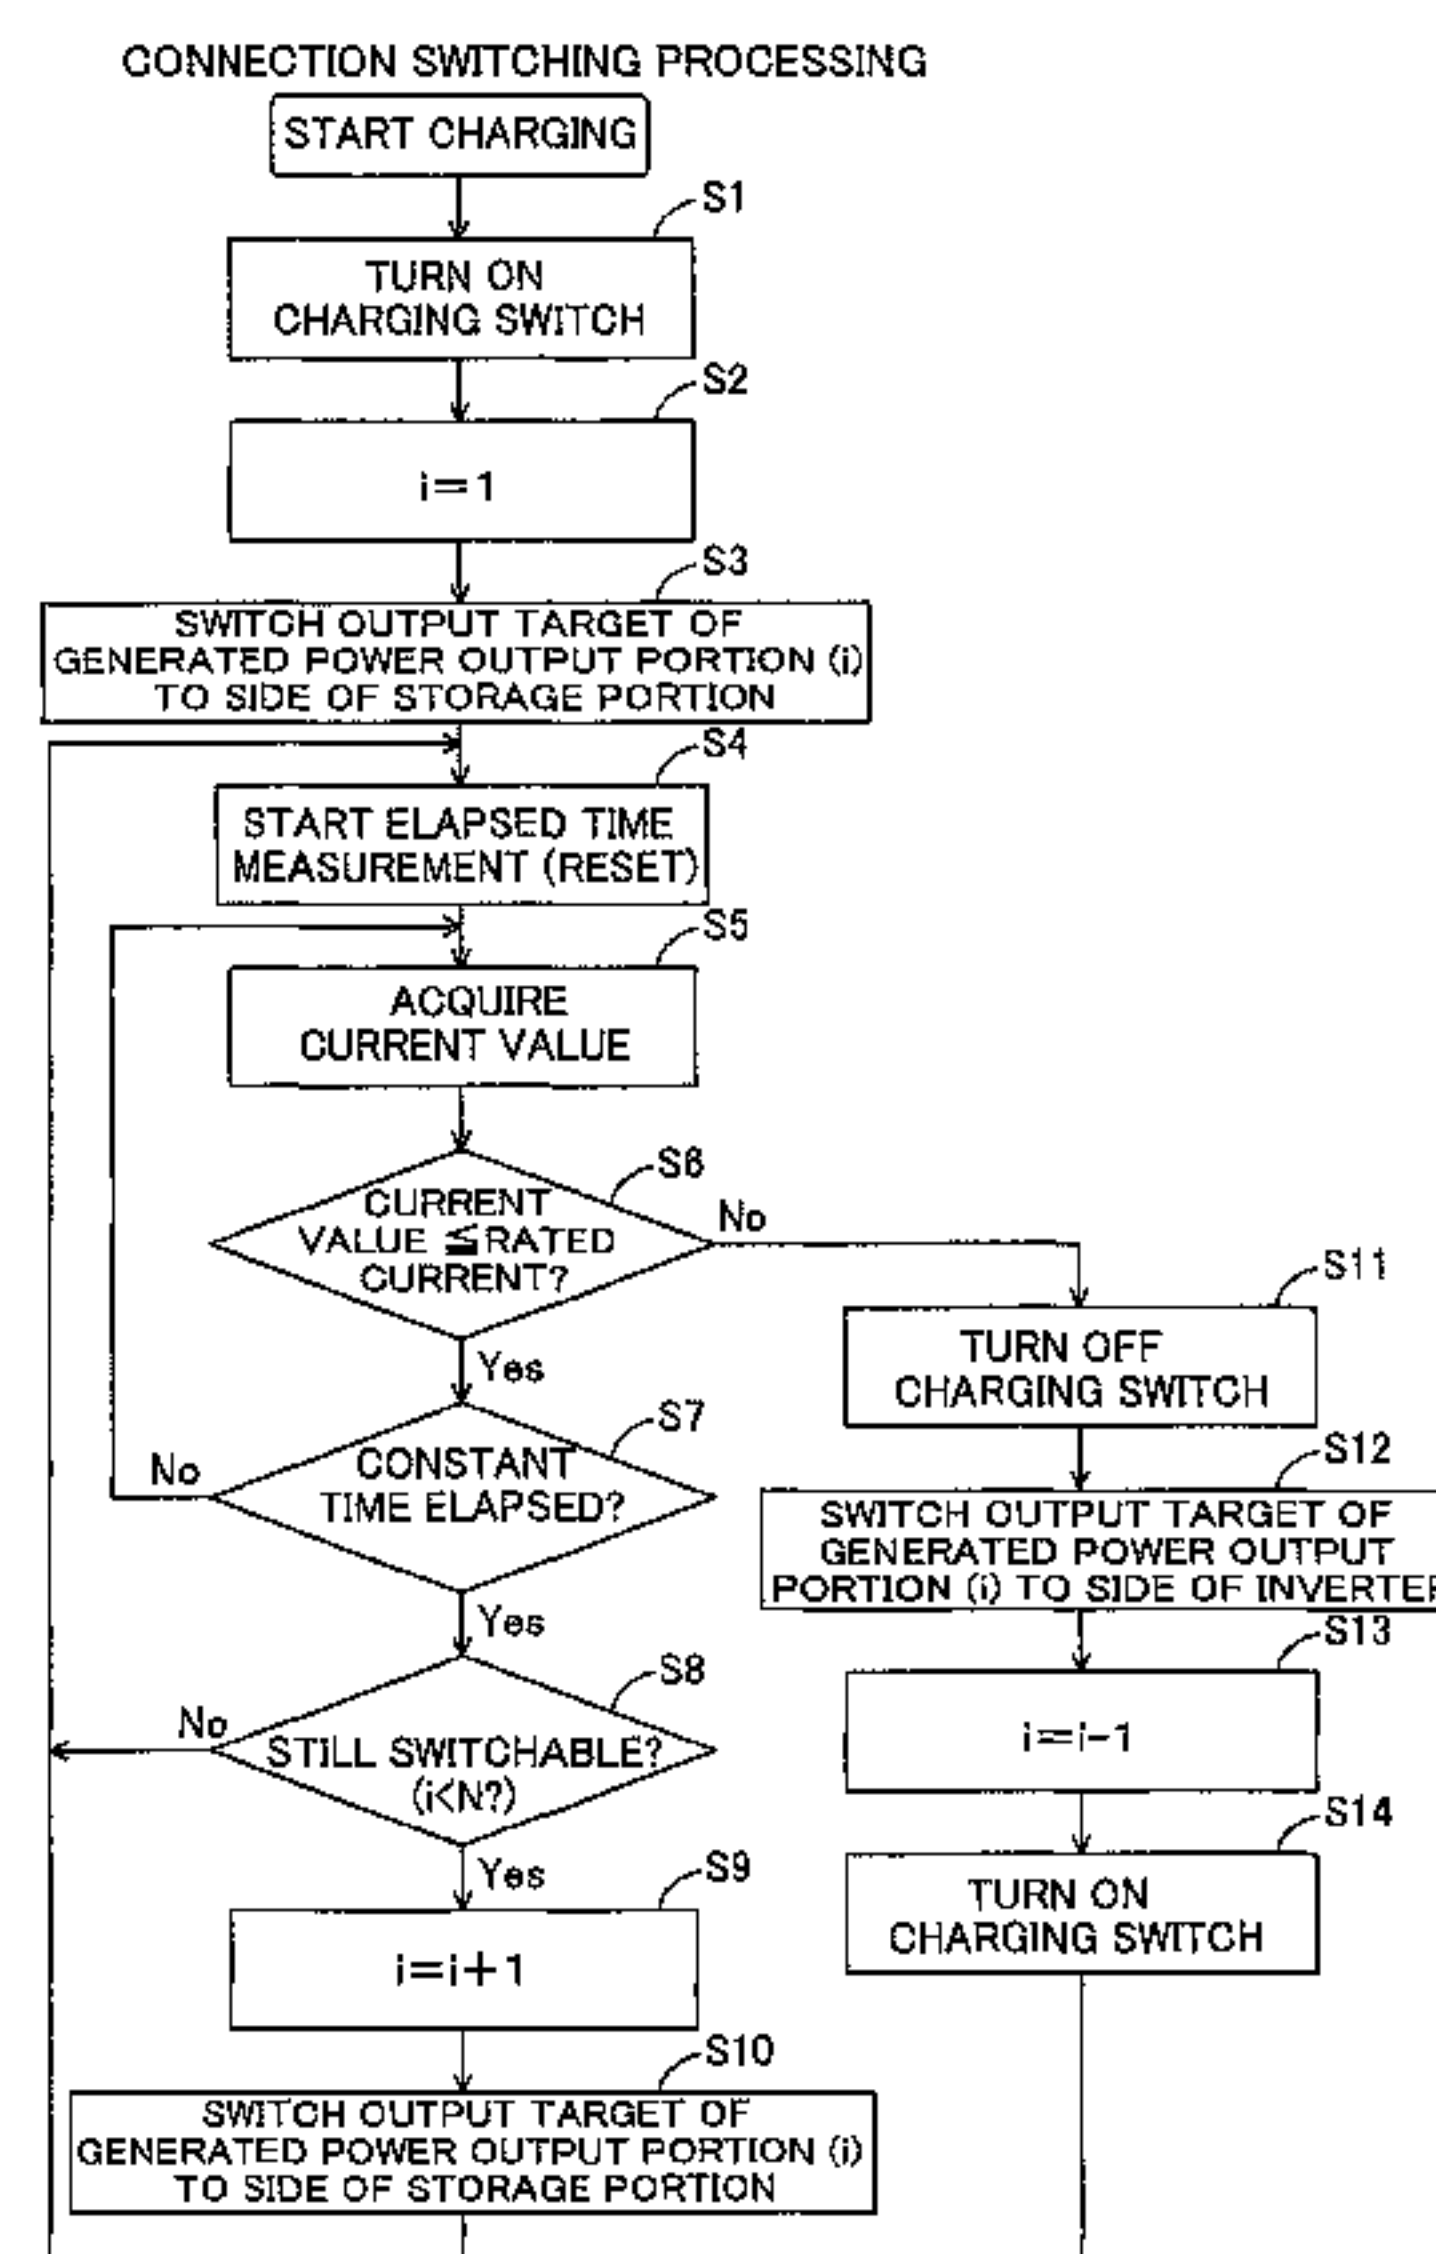 CONNECTION SWITCHING PROCESSING
START CHARGING
S1
TURN ON
CHARGING SWITCH
S2
i=1
S3
SWITCH OUTPUT TARGET OF
GENERATED POWER OUTPUT PORTION (i)
TO SIDE OF STORAGE PORTION
S4
START ELAPSED TIME
MEASUREMENT (RESET)
S5
ACQUIRE
CURRENT VALUE
S6
CURRENT
VALUE ≦ RATED
CURRENT?
No
Yes
S7
CONSTANT
TIME ELAPSED?
No
Yes
S8
STILL SWITCHABLE?
(i<N?)
No
Yes
S9
i=i+1
S10
SWITCH OUTPUT TARGET OF
GENERATED POWER OUTPUT PORTION (i)
TO SIDE OF STORAGE PORTION
S11
TURN OFF
CHARGING SWITCH
S12
SWITCH OUTPUT TARGET OF
GENERATED POWER OUTPUT
PORTION (i) TO SIDE OF INVERTER
S13
i=i-1
S14
TURN ON
CHARGING SWITCH